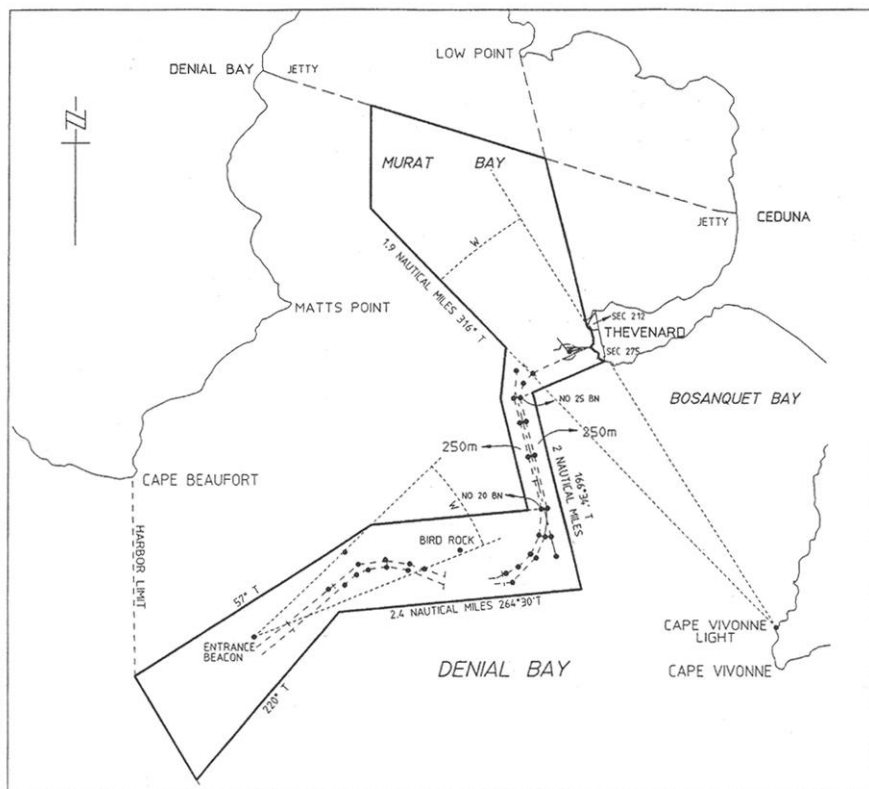 LOW POINT
DENIAL BAY
JETTY
N
MURAT BAY
JETTY
CEDUNA
W
1.9 NAUTICAL MILES 316° T
MATTS POINT
SEC 212
THEVENARD
SEC 275
BOSANQUET BAY
NO 25 BN
250m
250m
CAPE BEAUFORT
166°34' T
2 NAUTICAL MILES
NO 20 BN
W
BIRD ROCK
HARBOR LIMIT
57° T
2.4 NAUTICAL MILES 264°30'T
ENTRANCE
BEACON
CAPE VIVONNE
LIGHT
DENIAL BAY
CAPE VIVONNE
220° T